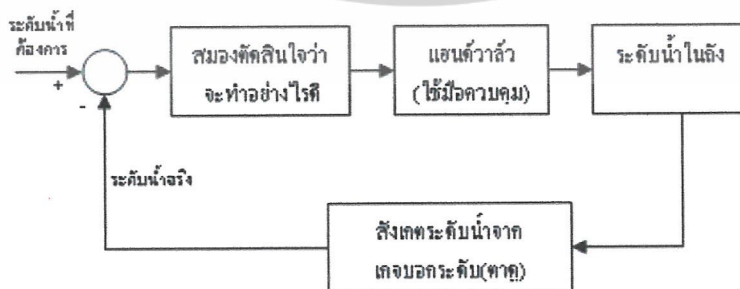 ระดับน้ำที่
ต้องการ
+
-
สมองตัดสินใจว่า
จะทำอย่างไรดี
แฮนด์วาล์ว
(ใช้มือควบคุม)
ระดับน้ำในถัง
ระดับน้ำจริง
สังเกตระดับน้ำจาก
เกจบอกระดับ(ตาดู)